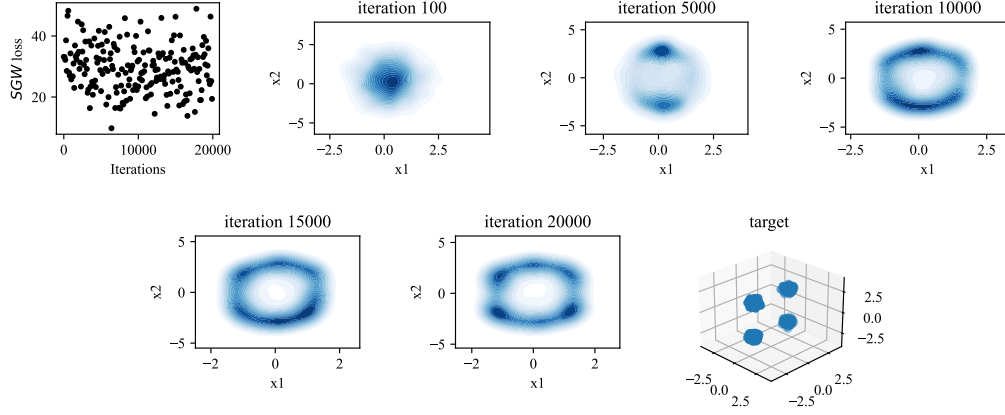 iteration 100
iteration 5000
iteration 10000
SGW loss
40
20
0
10000
20000
Iterations
x2
5
0
−5
−2.5
0.0
2.5
x1
x2
5
0
−5
−2.5
0.0
2.5
x1
x2
5
0
−5
−2.5
0.0
2.5
x1
iteration 15000
iteration 20000
target
x2
5
0
−5
−2
0
2
x1
x2
5
0
−5
−2
0
2
x1
2.5
0.0
−2.5
−2.5
0.0
2.5
−2.5
0.0
2.5